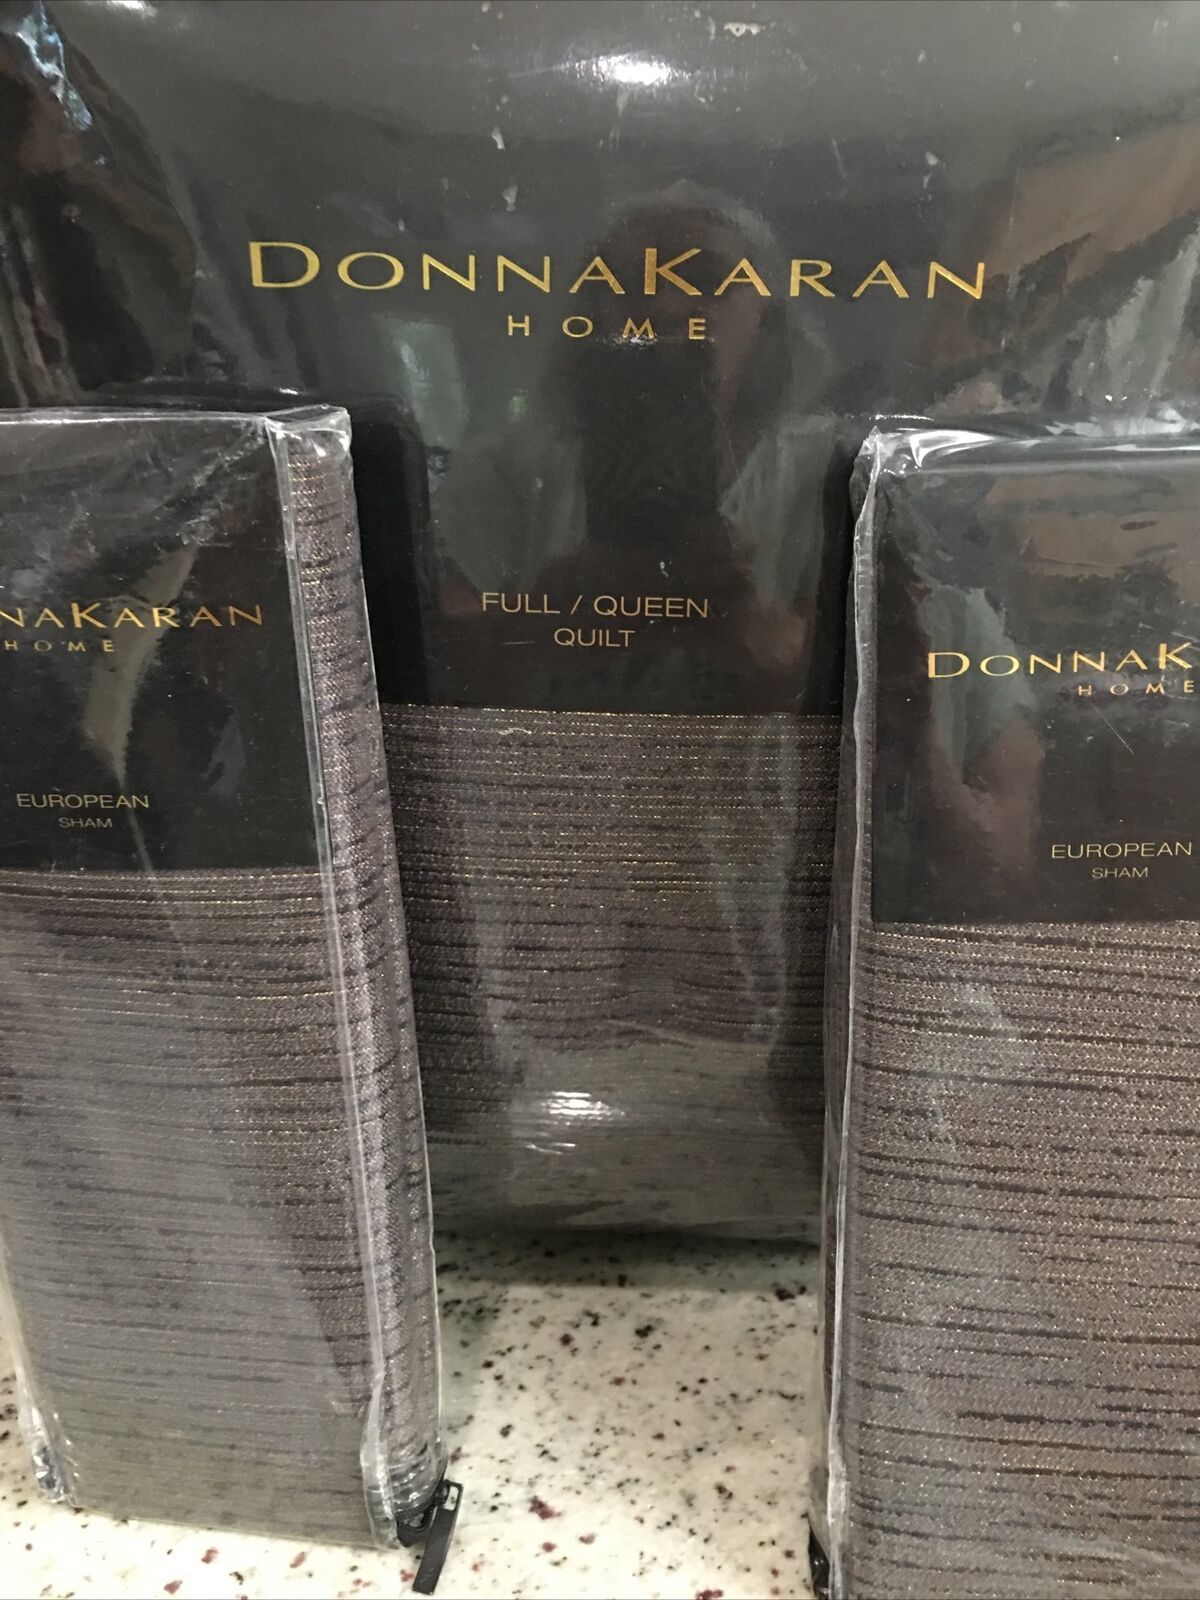 DONNAKARAN
HOME
FULL / QUEEN
QUILT
NAKARAN
HOME
EUROPEAN
SHAM
DONNAK
HOME
EUROPEAN
SHAM